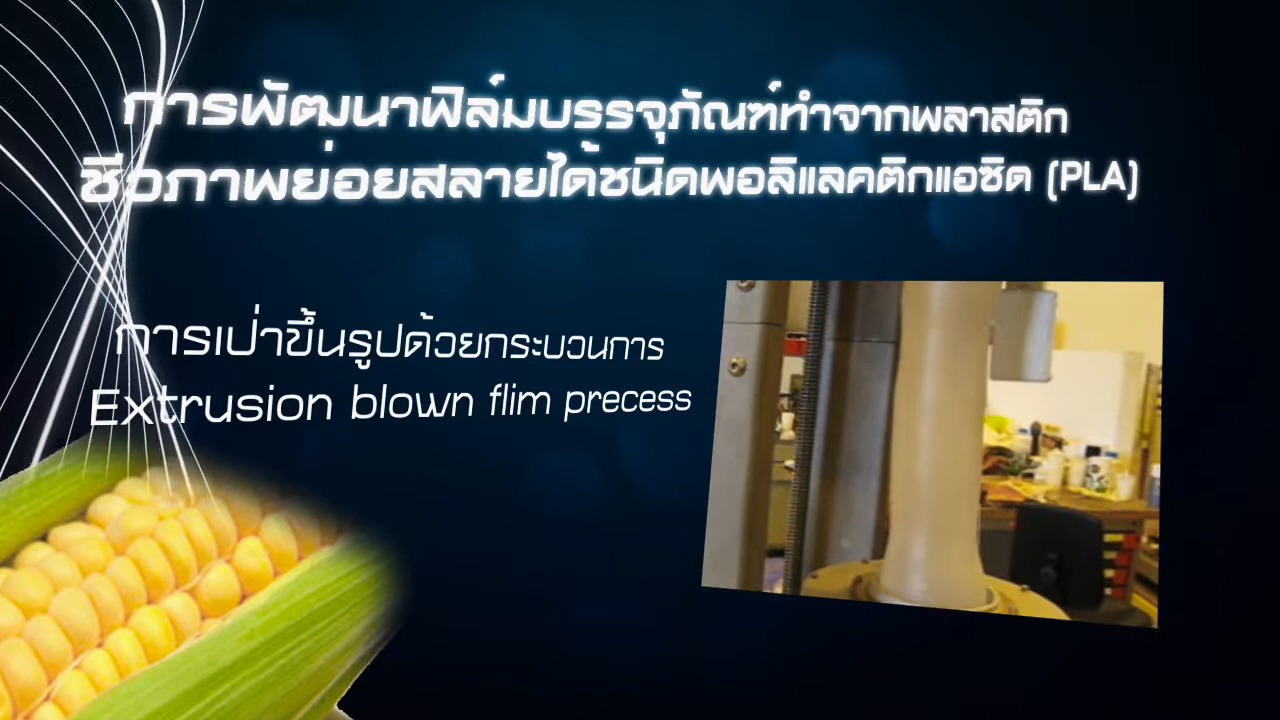 การพัฒนาฟิล์มบรรจุภัณฑ์ทำจากพลาสติก
ชีวภาพย่อยสลายได้ชนิดพอลิแลคติกแอซิด (PLA)
การเป่าขึ้นรูปด้วยกระบวนการ
Extrusion blown flim precess